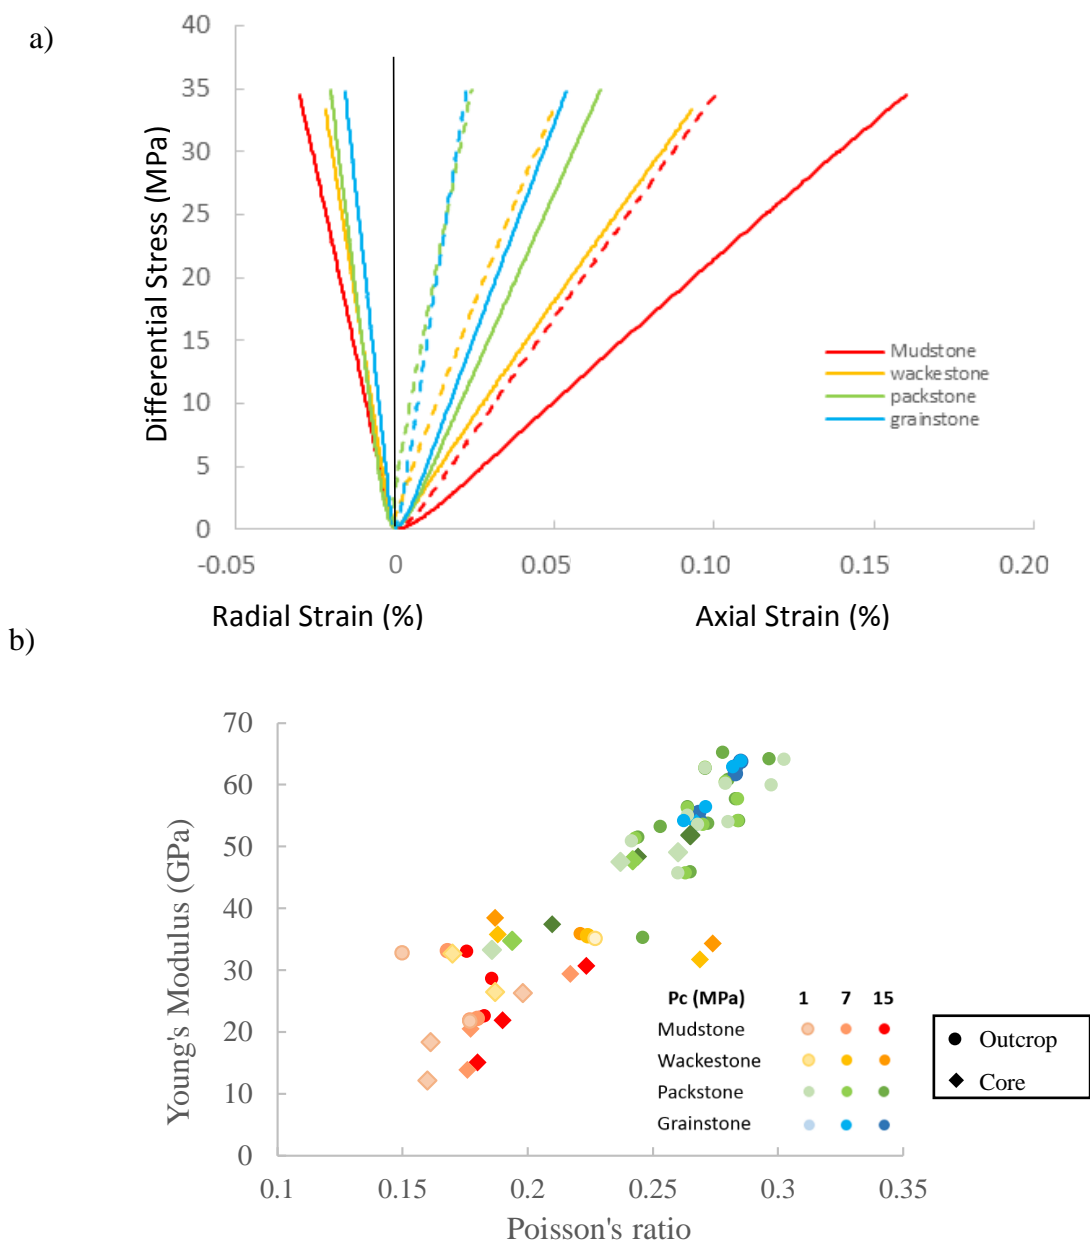 a)
40
35
30
25
20
15
10
5
0
Differential Stress (MPa)
-0.05 0 0.05 0.10 0.15 0.20
Radial Strain (%) Axial Strain (%)
Mudstone
wackestone
packstone
grainstone
b)
70
60
50
40
30
20
10
0
Young's Modulus (GPa)
0.1 0.15 0.2 0.25 0.3 0.35
Poisson's ratio
Pc (MPa) 1 7 15
Mudstone
Wackestone
Packstone
Grainstone
Outcrop
Core